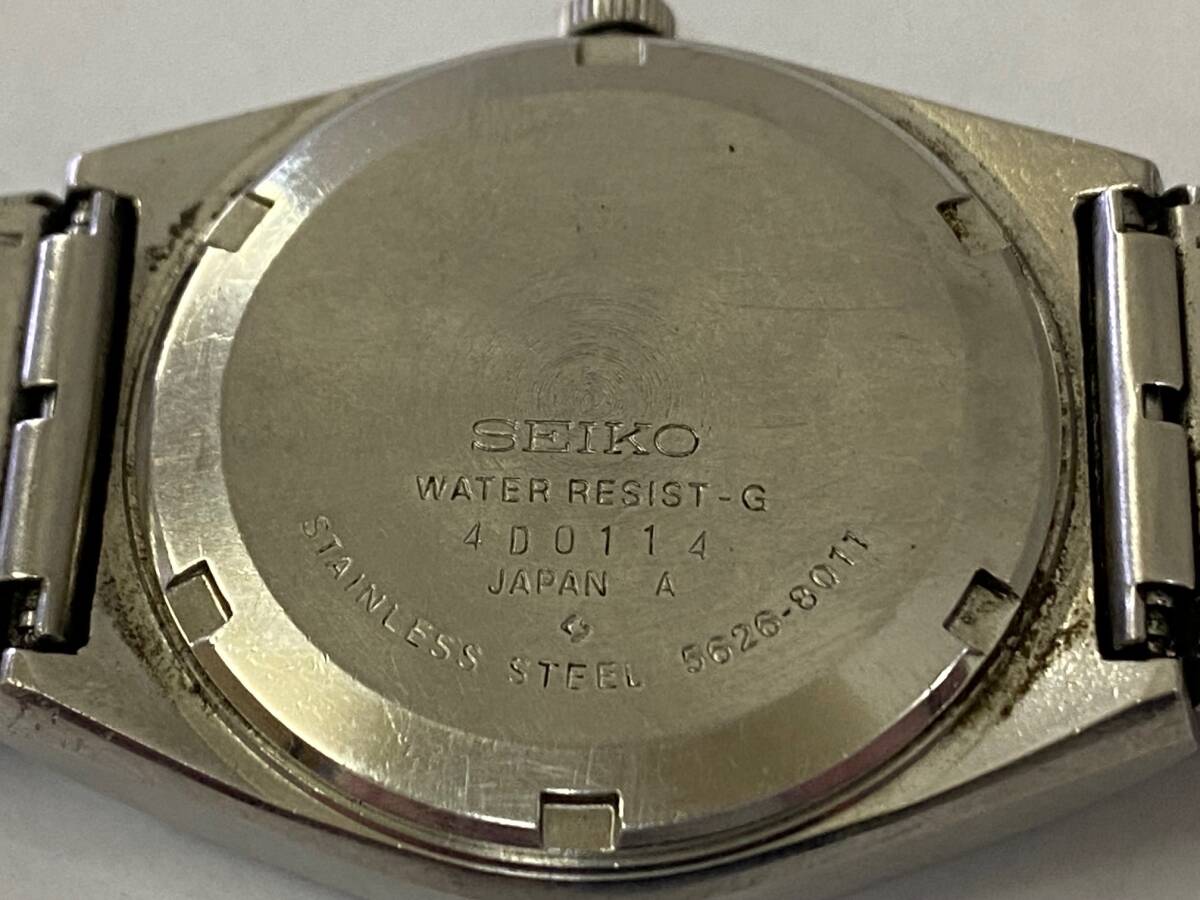 SEIKO
WATER RESIST-G
4D0114
JAPAN A
STAINLESS STEEL 5626-8011